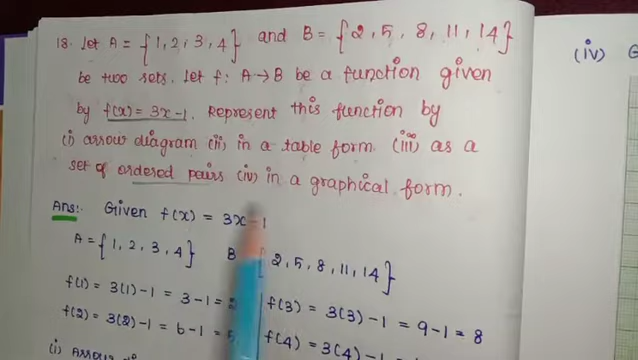 18. Let A = {1, 2, 3, 4} and B = {2, 5, 8, 11, 14}
be two sets. Let f: A→B be a function given
by f(x) = 3x-1. Represent this function by
(i) arrow diagram (ii) in a table form (iii) as a
set of ordered pairs (iv) in a graphical form.
Ans:. Given f(x) = 3x-1
A = {1, 2, 3, 4} B {2, 5, 8, 11, 14}
f(1) = 3(1)-1 = 3-1 =
f(3) = 3(3)-1 = 9-1 = 8
f(2) = 3(2)-1 = 6-1 = 5
f(4) = 3(4)-1
(i) Arrow
(iv) G